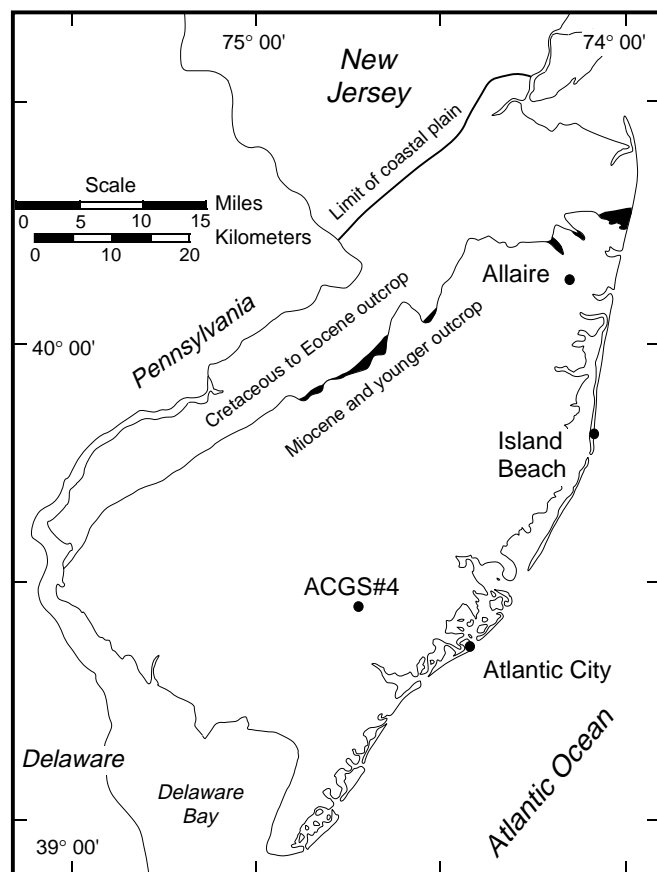 75° 00'
74° 00'
New
Jersey
Limit of coastal plain
Scale
Miles
0 5 10 15
Kilometers
0 10 20
Allaire
Pennsylvania
Cretaceous to Eocene outcrop
40° 00'
Miocene and younger outcrop
Island
Beach
ACGS#4
Atlantic City
Delaware
Delaware
Bay
Atlantic Ocean
39° 00'